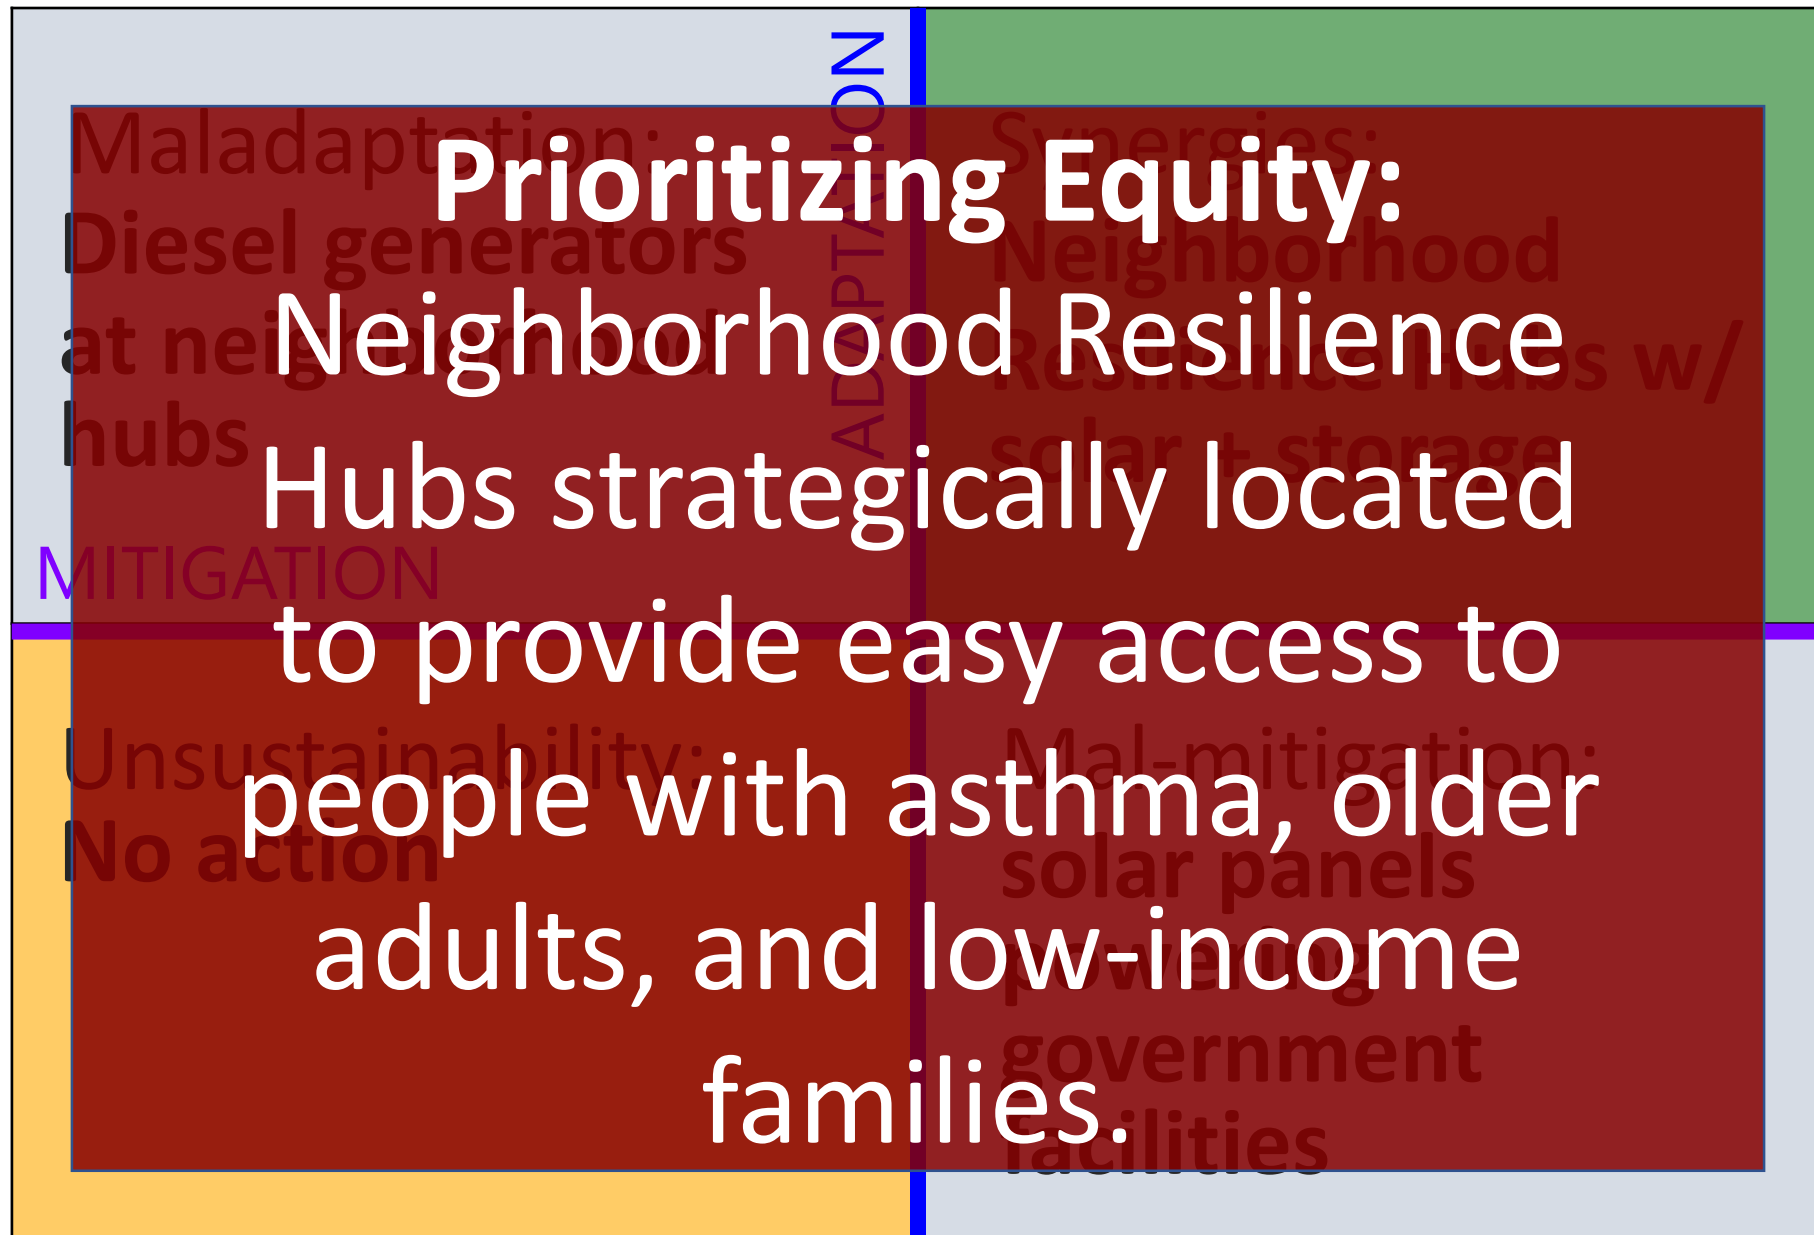 Prioritizing Equity:
Neighborhood Resilience
Hubs strategically located
to provide easy access to
people with asthma, older
adults, and low-income
families.
Maladaptation:
Diesel generators
at neighborhood
hubs
ADAPTATION
Synergies:
Neighborhood
Resilience Hubs w/
solar + storage
MITIGATION
Unsustainability:
No action
Mal-mitigation:
solar panels
powering
government
facilities